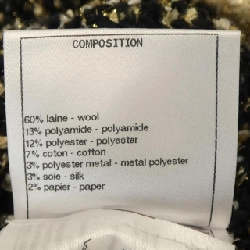 COMPOSITION
60% laine - wool
13% polyamide - polyamide
12% polyester - polyester
7% coton - cotton
3% polyester metal - metal polyester
3% soie - silk
2% papier - paper